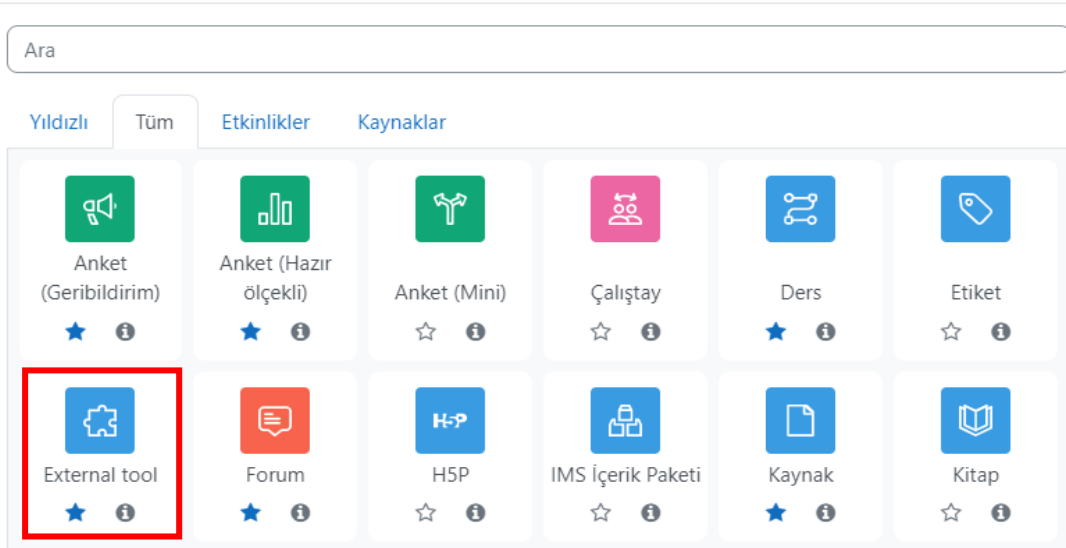 Ara
Yıldızlı Tüm Etkinlikler Kaynaklar
Anket (Geribildirim)
Anket (Hazır ölçekli)
Anket (Mini)
Çalıştay
Ders
Etiket
External tool
Forum
H5P
H5P
IMS İçerik Paketi
Kaynak
Kitap